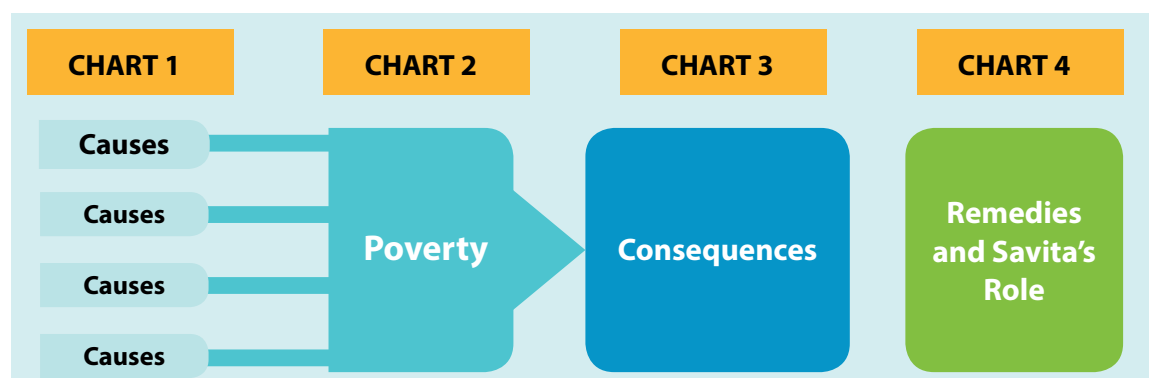 CHART 1
CHART 2
CHART 3
CHART 4
Causes
Causes
Causes
Causes
Poverty
Consequences
Remedies
and Savita’s
Role